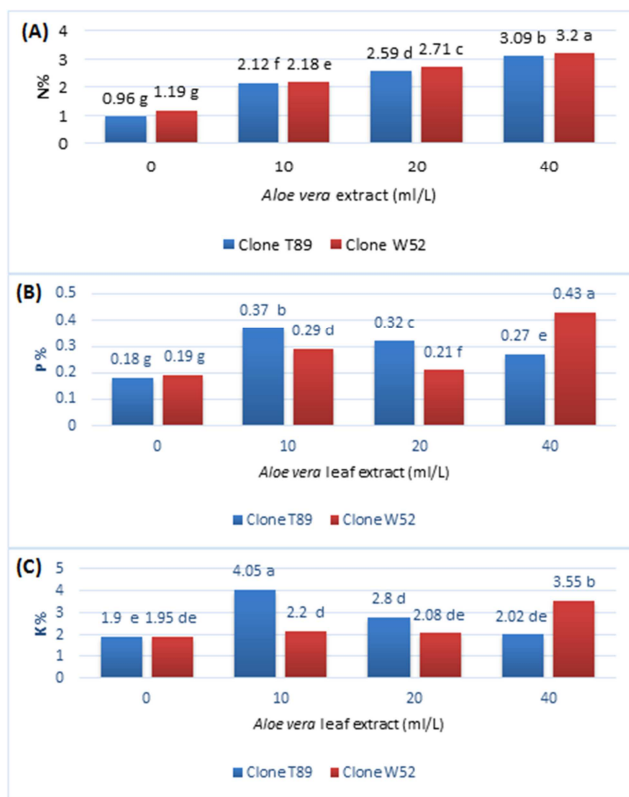 (A)
N%
4
3
2
1
0
0.96 g 1.19 g
2.12 f 2.18 e
2.59 d 2.71 c
3.09 b 3.2 a
0 10 20 40
Aloe vera extract (ml/L)
Clone T89 Clone W52
(B)
P%
0.5
0.4
0.3
0.2
0.1
0
0.18 g 0.19 g
0.37 b 0.29 d
0.32 c 0.21 f
0.27 e 0.43 a
0 10 20 40
Aloe vera leaf extract (ml/L)
Clone T89 Clone W52
(C)
K%
5
4
3
2
1
0
1.9 e 1.95 de
4.05 a 2.2 d
2.8 d 2.08 de
2.02 de 3.55 b
0 10 20 40
Aloe vera leaf extract (ml/L)
Clone T89 Clone W52